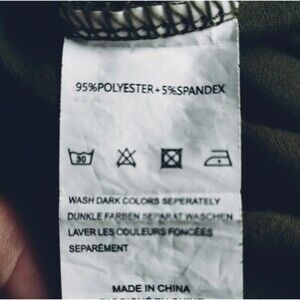 95%POLYESTER+5%SPANDEX
30
WASH DARK COLORS SEPERATELY
DUNKLE FARBEN SEPARAT WASCHEN
LAVER LES COULEURS FONCÉES
SEPARÉMENT
MADE IN CHINA